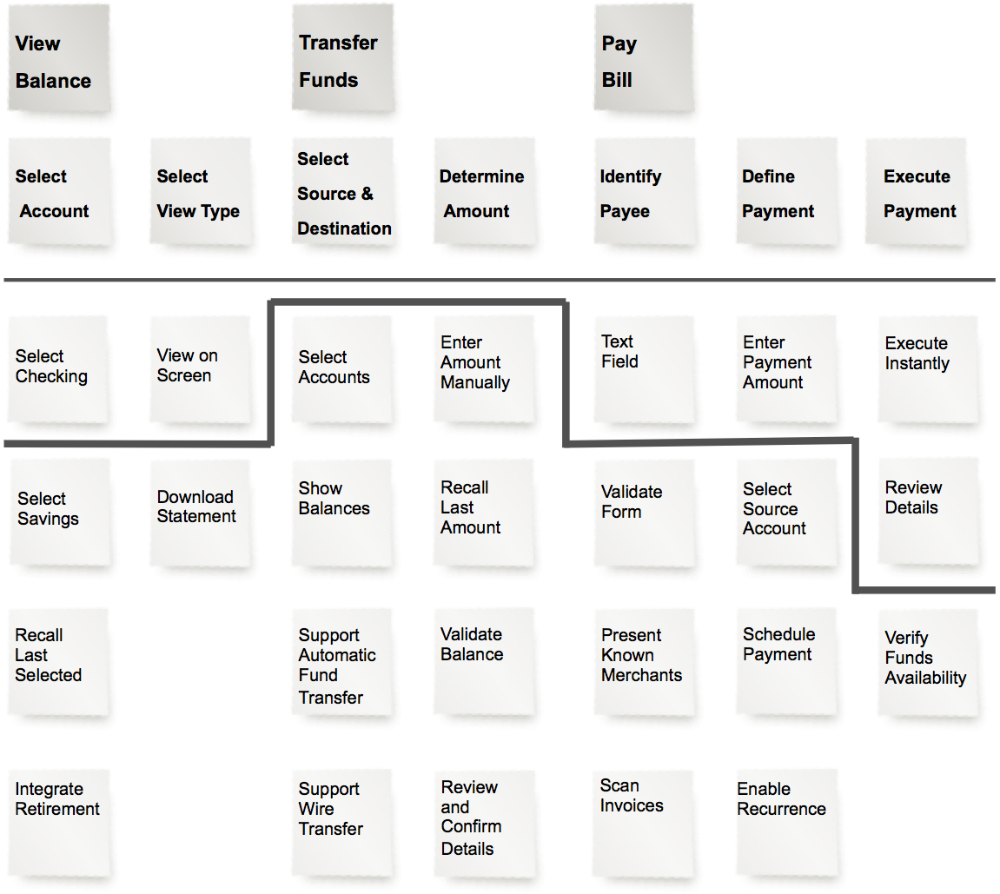 View
Balance
Transfer
Funds
Pay
Bill
Select
Account
Select
View Type
Select
Source &
Destination
Determine
Amount
Identify
Payee
Define
Payment
Execute
Payment
Select
Checking
View on
Screen
Select
Accounts
Enter
Amount
Manually
Text
Field
Enter
Payment
Amount
Execute
Instantly
Select
Savings
Download
Statement
Show
Balances
Recall
Last
Amount
Validate
Form
Select
Source
Account
Review
Details
Recall
Last
Selected
Support
Automatic
Fund
Transfer
Validate
Balance
Present
Known
Merchants
Schedule
Payment
Verify
Funds
Availability
Integrate
Retirement
Support
Wire
Transfer
Review
and
Confirm
Details
Scan
Invoices
Enable
Recurrence